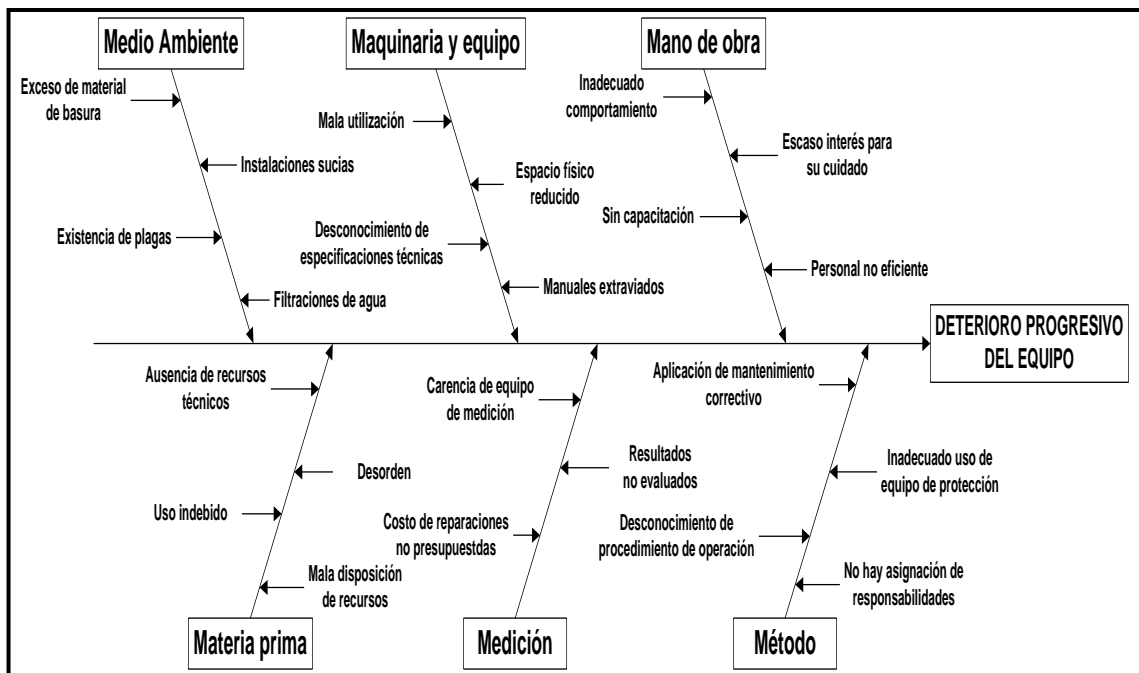 Medio Ambiente
Maquinaria y equipo
Mano de obra
Exceso de material
de basura
Instalaciones sucias
Existencia de plagas
Filtraciones de agua
Mala utilización
Espacio físico
reducido
Desconocimiento de
especificaciones técnicas
Manuales extraviados
Inadecuado
comportamiento
Escaso interés para
su cuidado
Sin capacitación
Personal no eficiente
DETERIORO PROGRESIVO
DEL EQUIPO
Ausencia de recursos
técnicos
Desorden
Uso indebido
Mala disposición
de recursos
Carencia de equipo
de medición
Resultados
no evaluados
Costo de reparaciones
no presupuestdas
Aplicación de mantenimiento
correctivo
Inadecuado uso de
equipo de protección
Desconocimiento de
procedimiento de operación
No hay asignación de
responsabilidades
Materia prima
Medición
Método